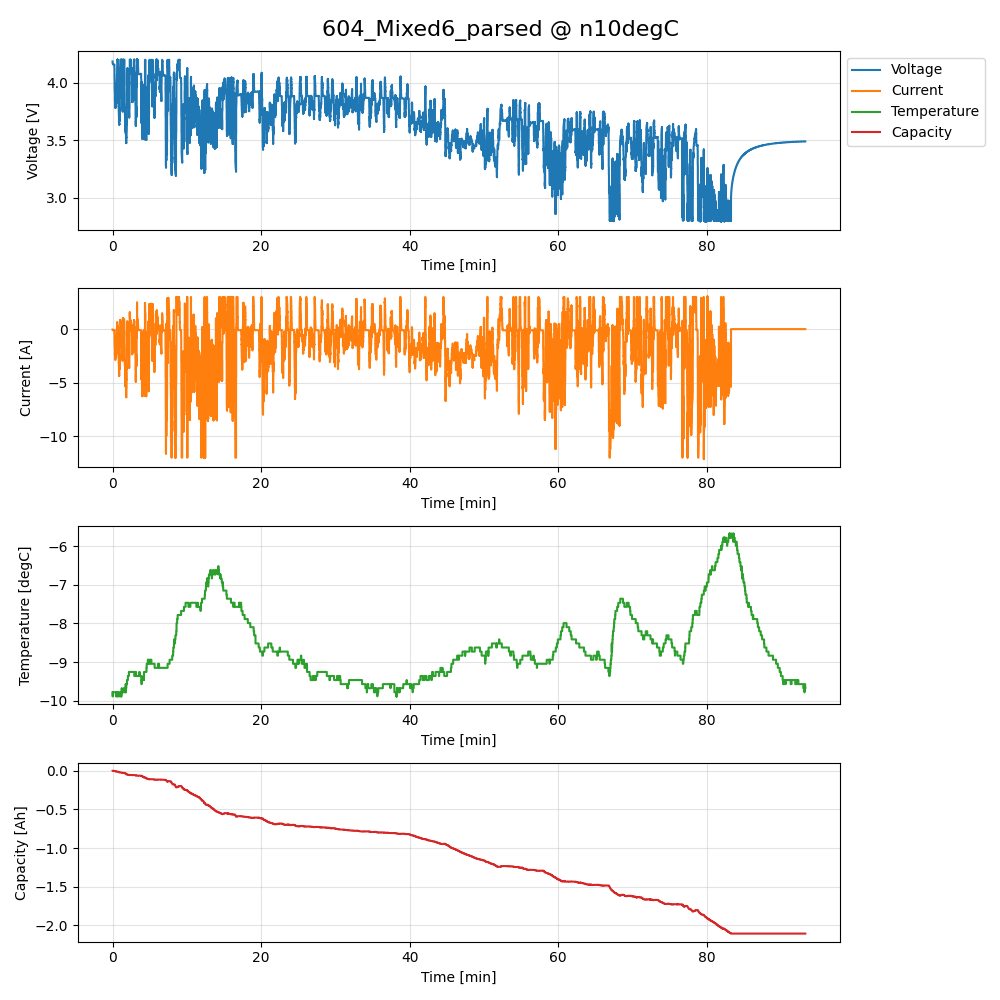 604_Mixed6_parsed @ n10degC
Voltage [V]
4.0
3.5
3.0
0 20 40 60 80
Time [min]
Voltage
Current
Temperature
Capacity
Current [A]
0
−5
−10
0 20 40 60 80
Time [min]
Temperature [degC]
−6
−7
−8
−9
−10
0 20 40 60 80
Time [min]
Capacity [Ah]
0.0
−0.5
−1.0
−1.5
−2.0
0 20 40 60 80
Time [min]